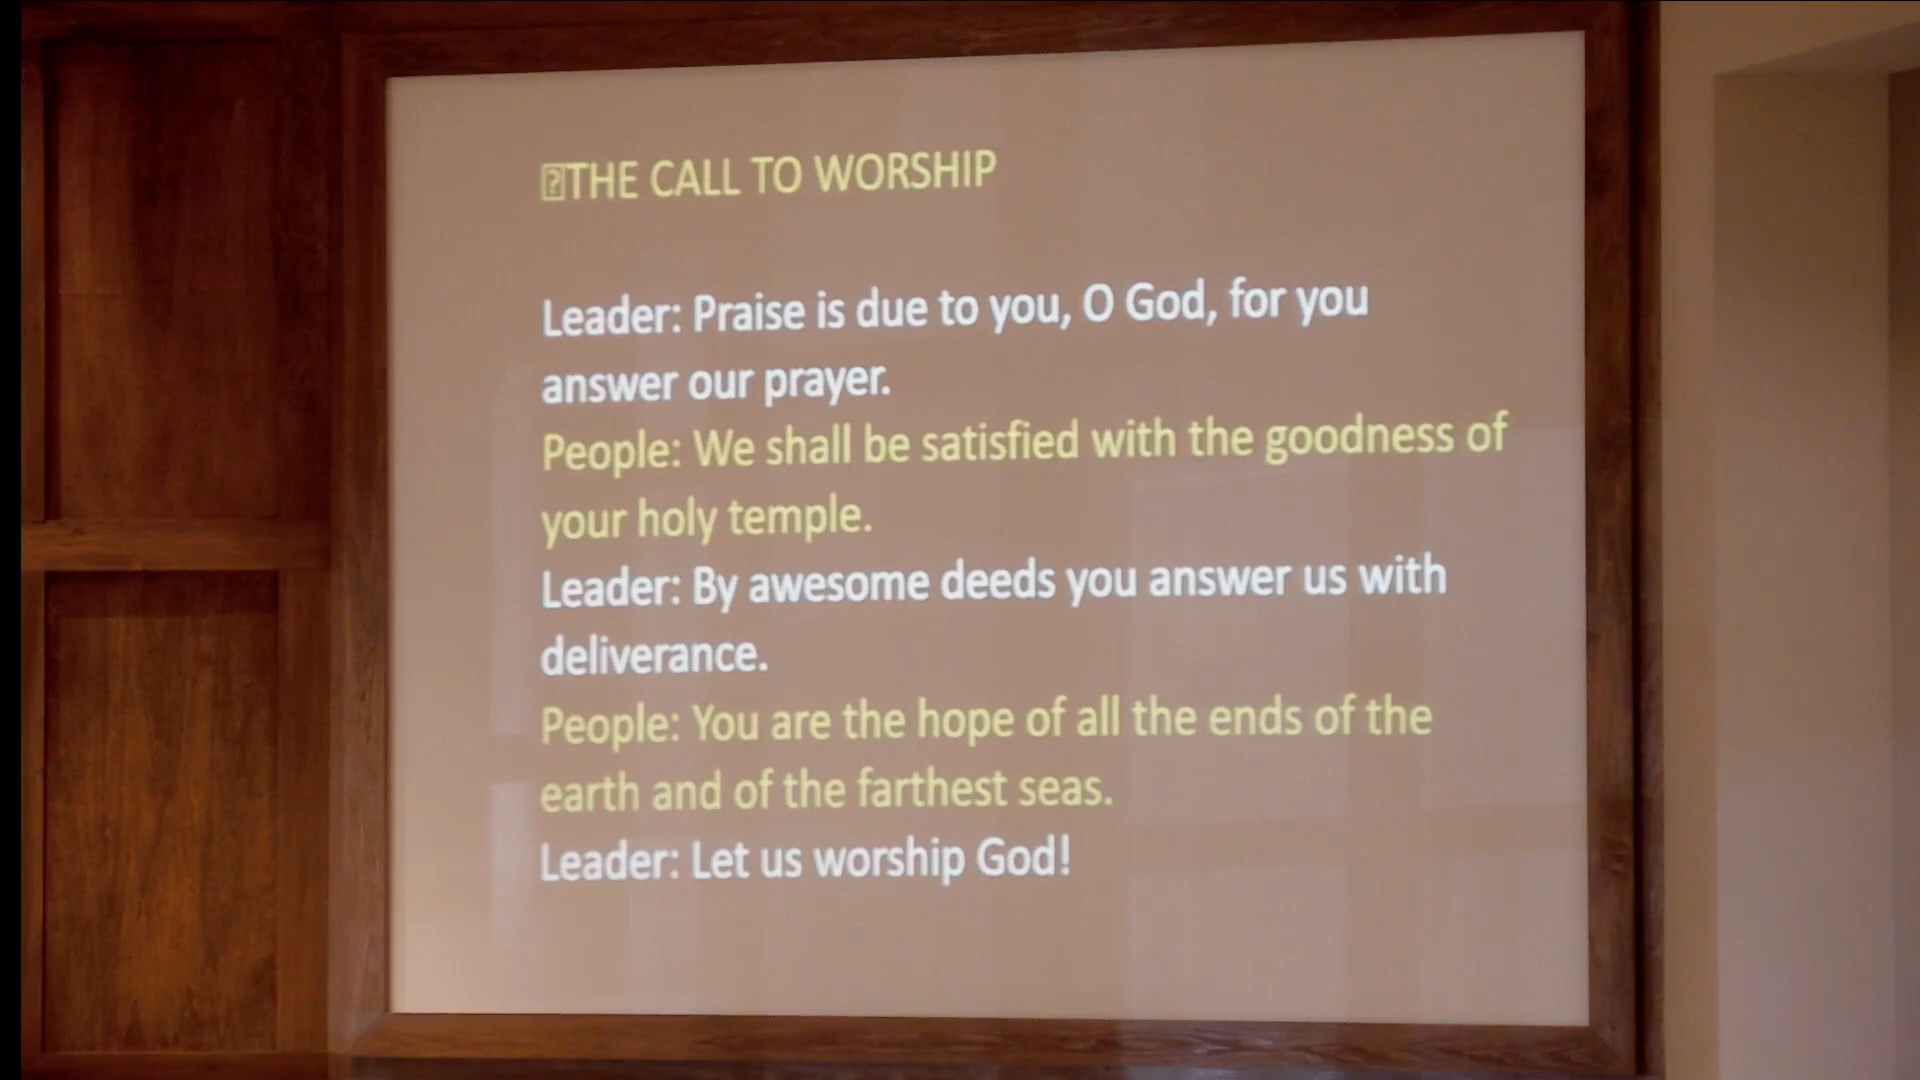 ⍰THE CALL TO WORSHIP
Leader: Praise is due to you, O God, for you
answer our prayer.
People: We shall be satisfied with the goodness of
your holy temple.
Leader: By awesome deeds you answer us with
deliverance.
People: You are the hope of all the ends of the
earth and of the farthest seas.
Leader: Let us worship God!